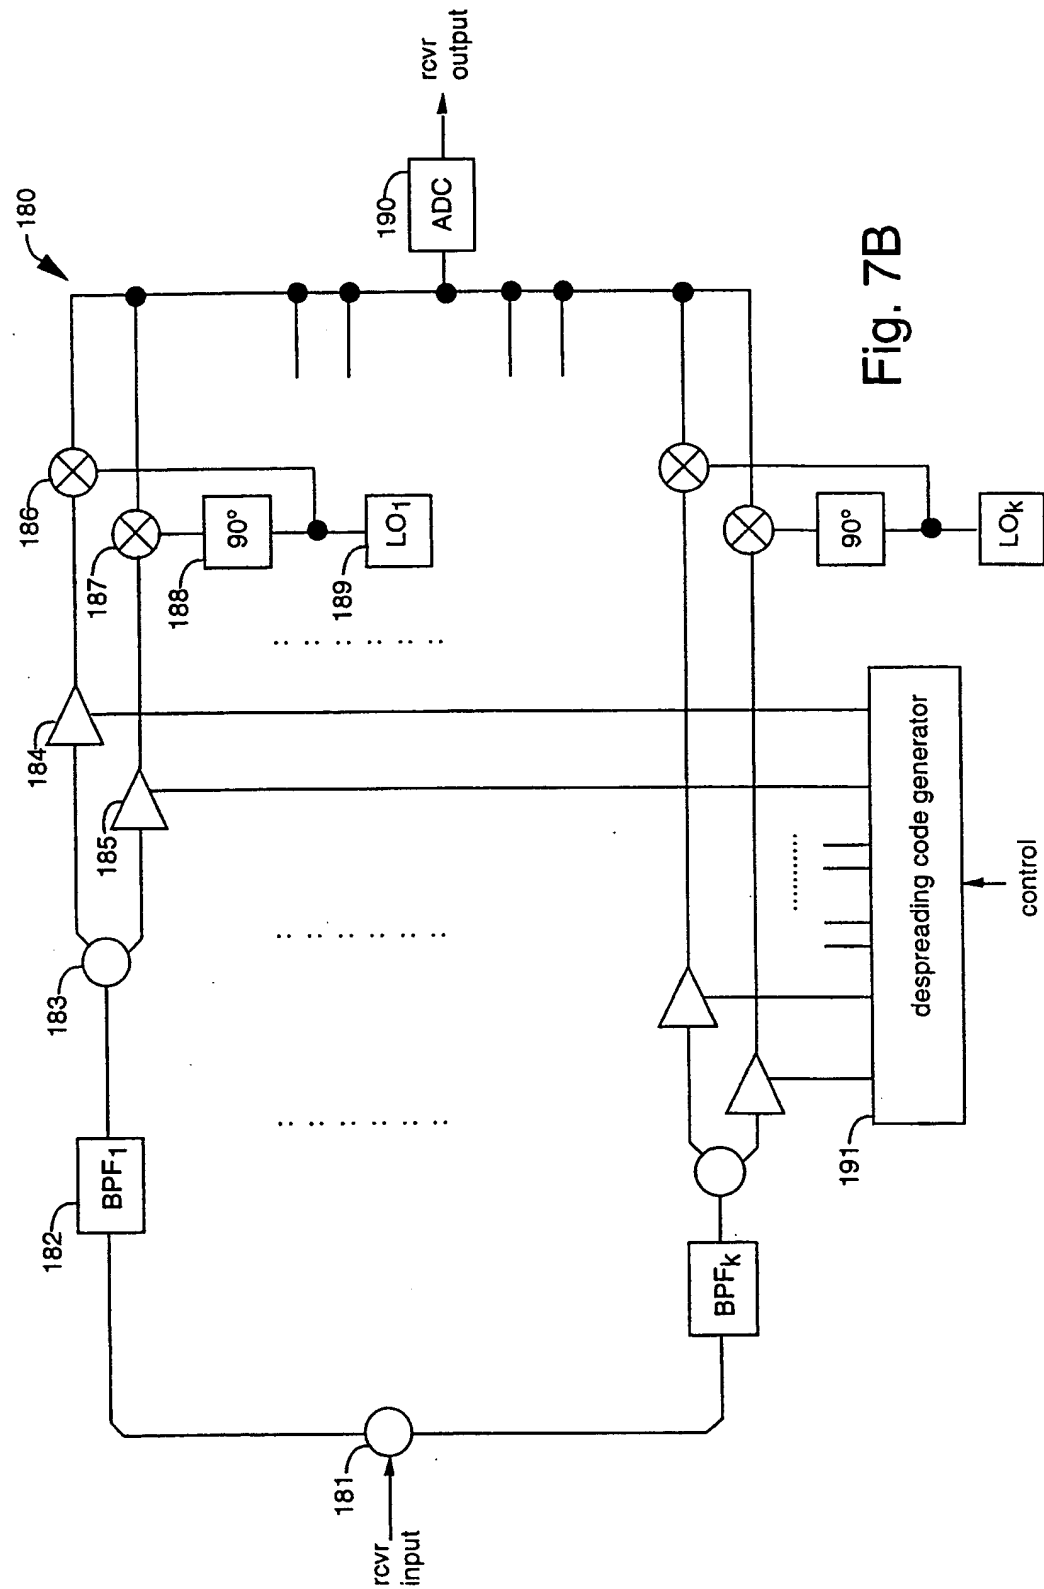 180
rcvr
output
190
ADC
186
187
188
90°
189
LO1
184
185
183
182
BPF1
181
rcvr
input
BPFk
90°
LOk
191
despreading code generator
control
Fig. 7B